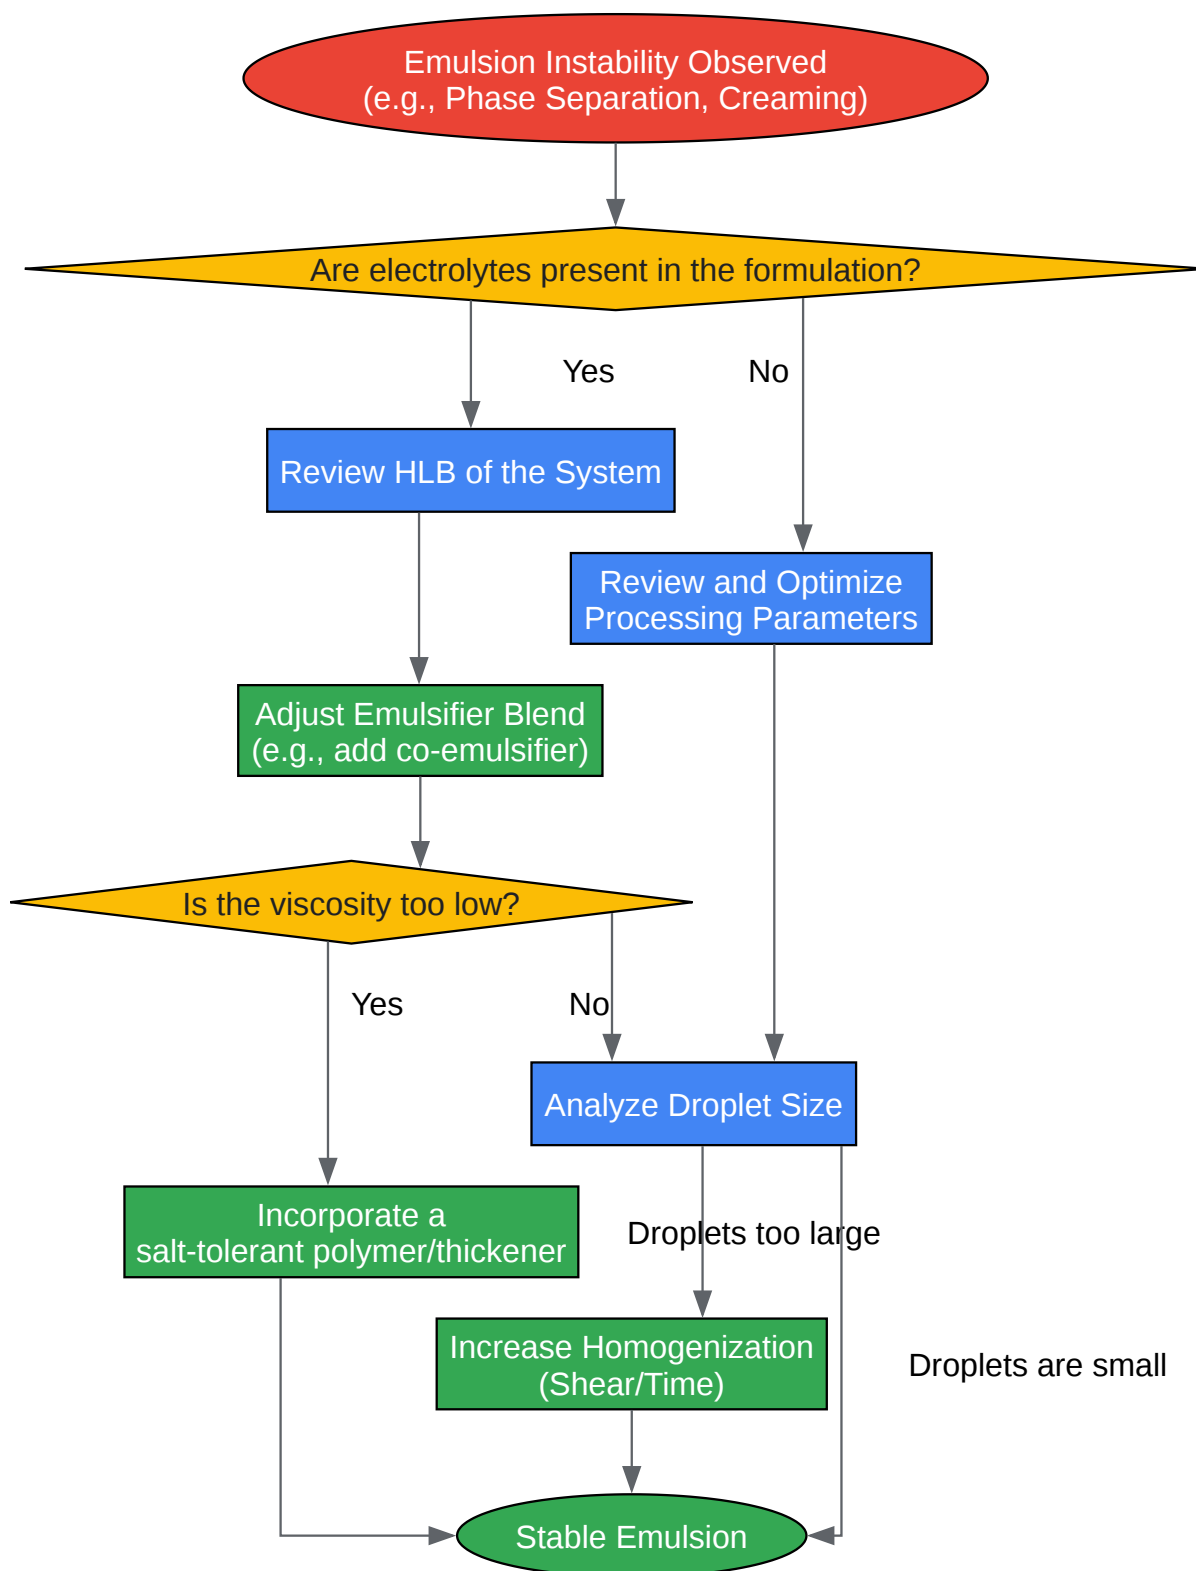 Emulsion Instability Observed
(e.g., Phase Separation, Creaming)
Are electrolytes present in the formulation?
Yes
No
Review HLB of the System
Review and Optimize
Processing Parameters
Adjust Emulsifier Blend
(e.g., add co-emulsifier)
Is the viscosity too low?
Yes
No
Analyze Droplet Size
Incorporate a
salt-tolerant polymer/thickener
Droplets too large
Increase Homogenization
(Shear/Time)
Droplets are small
Stable Emulsion